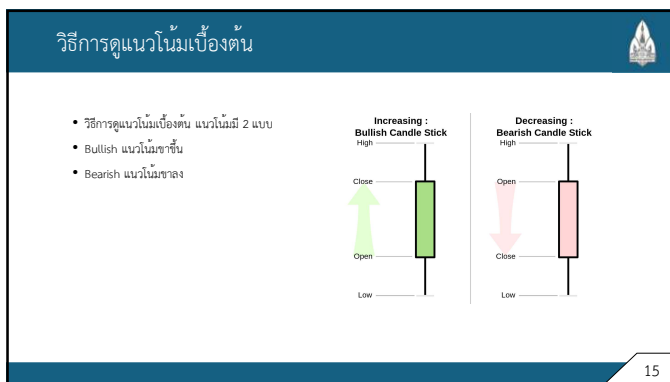 วิธีการดูแนวโน้มเบื้องต้น
• วิธีการดูแนวโน้มเบื้องต้น แนวโน้มมี 2 แบบ
• Bullish แนวโน้มขาขึ้น
• Bearish แนวโน้มขาลง
Increasing :
Bullish Candle Stick
High
Close
Open
Low
Decreasing :
Bearish Candle Stick
High
Open
Close
Low
15